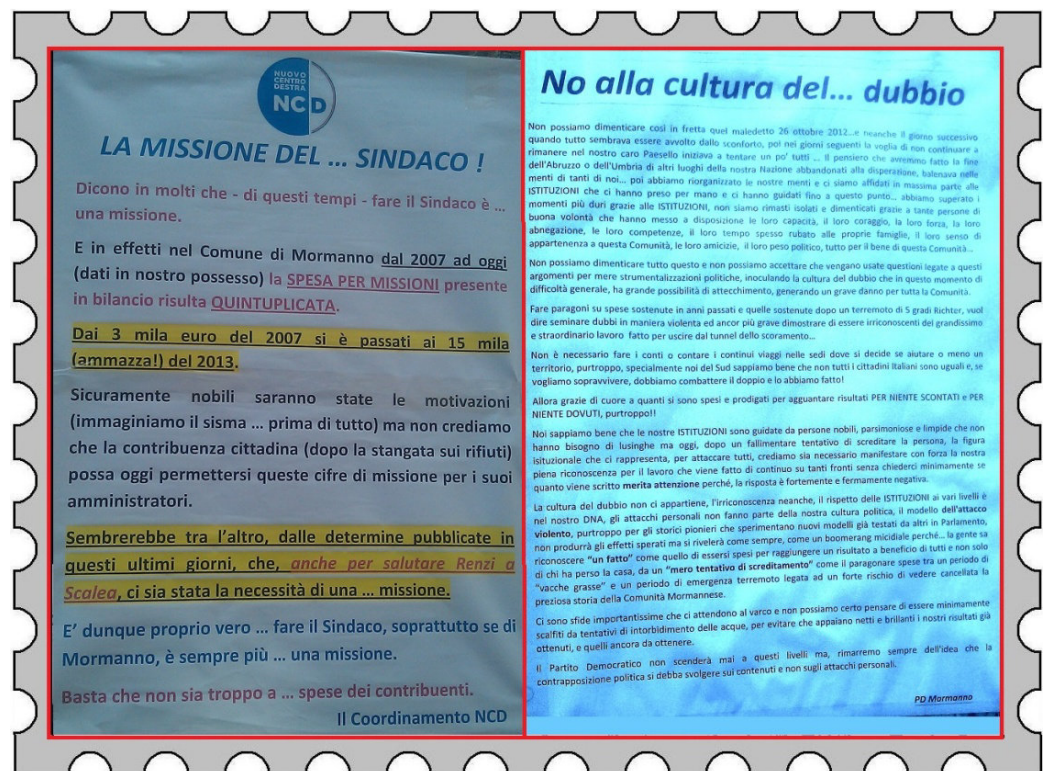 NUOVO
CENTRO
DESTRA
NCD
LA MISSIONE DEL ... SINDACO !
Dicono in molti che - di questi tempi - fare il Sindaco è ...
una missione.
E in effetti nel Comune di Mormanno dal 2007 ad oggi
(dati in nostro possesso) la SPESA PER MISSIONI presente
in bilancio risulta QUINTUPLICATA.
Dai 3 mila euro del 2007 si è passati ai 15 mila
(ammazza!) del 2013.
Sicuramente nobili saranno state le motivazioni
(immaginiamo il sisma ... prima di tutto) ma non crediamo
che la contribuenza cittadina (dopo la stangata sui rifiuti)
possa oggi permettersi queste cifre di missione per i suoi
amministratori.
Sembrerebbe tra l'altro, dalle determine pubblicate in
questi ultimi giorni, che, anche per salutare Renzi a
Scalea, ci sia stata la necessità di una ... missione.
E' dunque proprio vero ... fare il Sindaco, soprattutto se di
Mormanno, è sempre più ... una missione.
Basta che non sia troppo a ... spese dei contribuenti.
Il Coordinamento NCD
No alla cultura del... dubbio
Non possiamo dimenticare così in fretta quel maledetto 26 ottobre 2012...e neanche il giorno successivo
quando tutto sembrava essere avvolto dallo sconforto, poi nei giorni seguenti la voglia di non continuare a
rimanere nel nostro caro Paesello iniziava a tentare un po' tutti ... Il pensiero che avremmo fatto la fine
dell'Abruzzo o dell'Umbria di altri luoghi della nostra Nazione abbandonati alla disperazione, balenava nelle
menti di tanti di noi... poi abbiamo riorganizzato le nostre menti e ci siamo affidati in massima parte alle
ISTITUZIONI che ci hanno preso per mano e ci hanno guidati fino a questo punto... abbiamo superato i
momenti più duri grazie alle ISTITUZIONI, non siamo rimasti isolati e dimenticati grazie a tante persone di
buona volontà che hanno messo a disposizione le loro capacità, il loro coraggio, la loro forza, la loro
abnegazione, le loro competenze, il loro tempo spesso rubato alle proprie famiglie, il loro senso di
appartenenza a questa Comunità, le loro amicizie, il loro peso politico, tutto per il bene di questa Comunità...
Non possiamo dimenticare tutto questo e non possiamo accettare che vengano usate questioni legate a questi
argomenti per mere strumentalizzazioni politiche, inoculando la cultura del dubbio che in questo momento di
difficoltà generale, ha grande possibilità di attecchimento, generando un grave danno per tutta la Comunità.
Fare paragoni su spese sostenute in anni passati e quelle sostenute dopo un terremoto di 5 gradi Richter, vuol
dire seminare dubbi in maniera violenta ed ancor più grave dimostrare di essere irriconoscenti del grandissimo
e straordinario lavoro fatto per uscire dal tunnel dello scoramento...
Non è necessario fare i conti o contare i continui viaggi nelle sedi dove si decide se aiutare o meno un
territorio, purtroppo, specialmente noi del Sud sappiamo bene che non tutti i cittadini Italiani sono uguali e, se
vogliamo sopravvivere, dobbiamo combattere il doppio e lo abbiamo fatto!
Allora grazie di cuore a quanti si sono spesi e prodigati per agguantare risultati PER NIENTE SCONTATI e PER
NIENTE DOVUTI, purtroppo!!
Noi sappiamo bene che le nostre ISTITUZIONI sono guidate da persone nobili, parsimoniose e limpide che non
hanno bisogno di lusinghe ma oggi, dopo un fallimentare tentativo di screditare la persona, la figura
isituzionale che ci rappresenta, per attaccare tutti, crediamo sia necessario manifestare con forza la nostra
piena riconoscenza per il lavoro che viene fatto di continuo su tanti fronti senza chiederci minimamente se
quanto viene scritto merita attenzione perché, la risposta è fortemente e fermamente negativa.
La cultura del dubbio non ci appartiene, l'irriconoscenza neanche, il rispetto delle ISTITUZIONI ai vari livelli è
nel nostro DNA, gli attacchi personali non fanno parte della nostra cultura politica, il modello dell'attacco
violento, purtroppo per gli storici pionieri che sperimentano nuovi modelli già testati da altri in Parlamento,
non produrrà gli effetti sperati ma si rivelerà come sempre, come un boomerang micidiale perché... la gente sa
riconoscere "un fatto" come quello di essersi spesi per raggiungere un risultato a beneficio di tutti e non solo
di chi ha perso la casa, da un "mero tentativo di screditamento" come il paragonare spese tra un periodo di
"vacche grasse" e un periodo di emergenza terremoto legata ad un forte rischio di vedere cancellata la
preziosa storia della Comunità Mormannese.
Ci sono sfide importantissime che ci attendono al varco e non possiamo certo pensare di essere minimamente
scalfiti da tentativi di intorbidimento delle acque, per evitare che appaiano netti e brillanti i nostri risultati già
ottenuti, e quelli ancora da ottenere.
Il Partito Democratico non scenderà mai a questi livelli ma, rimarremo sempre dell'idea che la
contrapposizione politica si debba svolgere sui contenuti e non sugli attacchi personali.
PD Mormanno